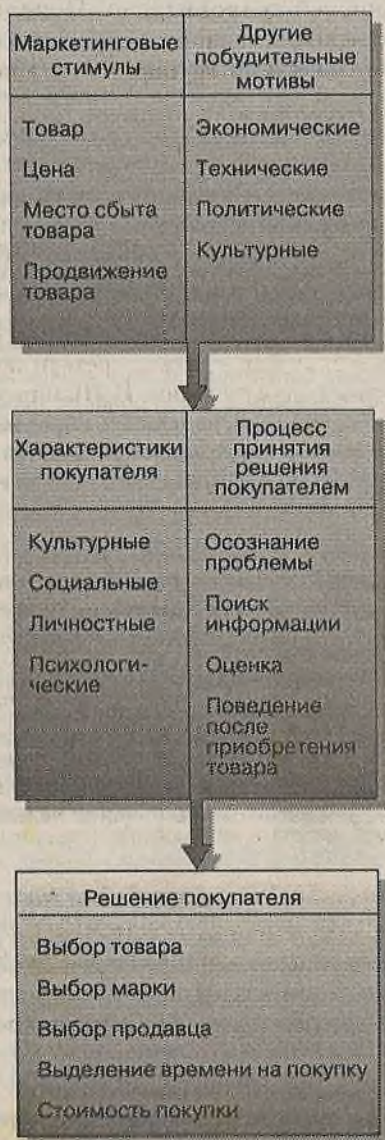 Маркетинговые
стимулы
Другие
побудительные
мотивы
Товар
Цена
Место сбыта
товара
Продвижение
товара
Экономические
Технические
Политические
Культурные
Характеристики
покупателя
Процесс
принятия
решения
покупателем
Культурные
Социальные
Личностные
Психологи-
ческие
Осознание
проблемы
Поиск
информации
Оценка
Поведение
после
приобретения
товара
Решение покупателя
Выбор товара
Выбор марки
Выбор продавца
Выделение времени на покупку
Стоимость покупки